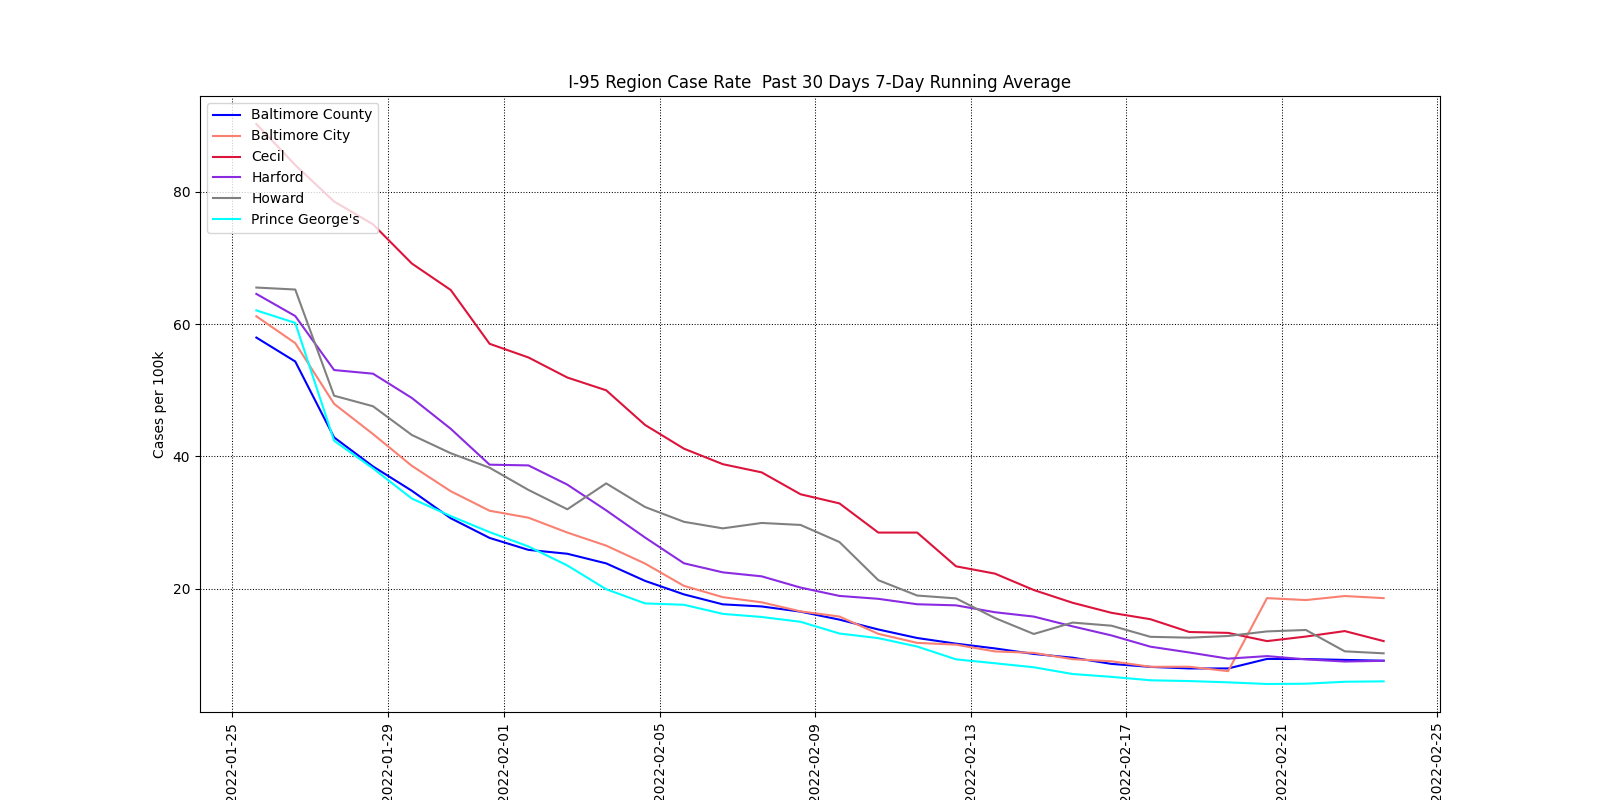 I-95 Region Case Rate  Past 30 Days 7-Day Running Average
Baltimore County
Baltimore City
Cecil
Harford
Howard
Prince George's
Cases per 100k
80
60
40
20
2022-01-25
2022-01-29
2022-02-01
2022-02-05
2022-02-09
2022-02-13
2022-02-17
2022-02-21
2022-02-25